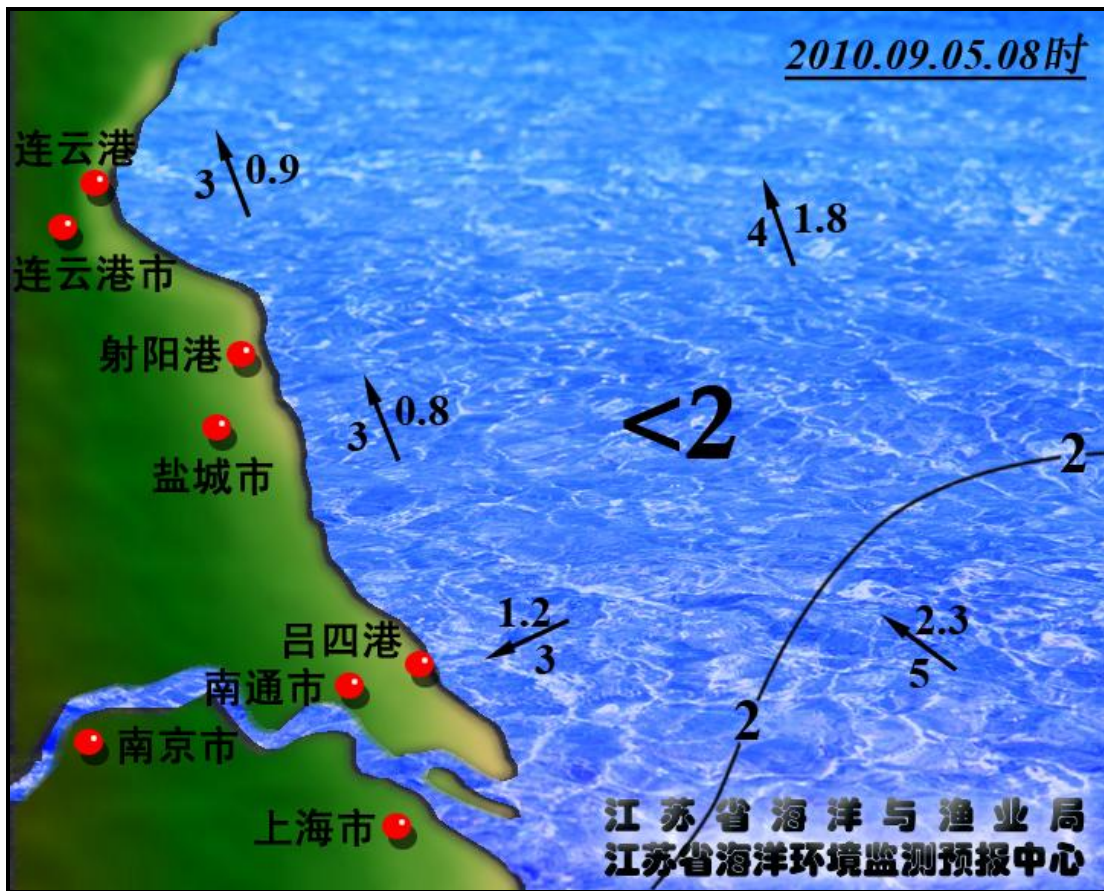 2010.09.05.08时
连云港
3 0.9
4 1.8
连云港市
射阳港
3 0.8
<2
盐城市
2
1.2
3
2.3
5
吕四港
南通市
2
南京市
上海市
江苏省海洋与渔业局
江苏省海洋环境监测预报中心